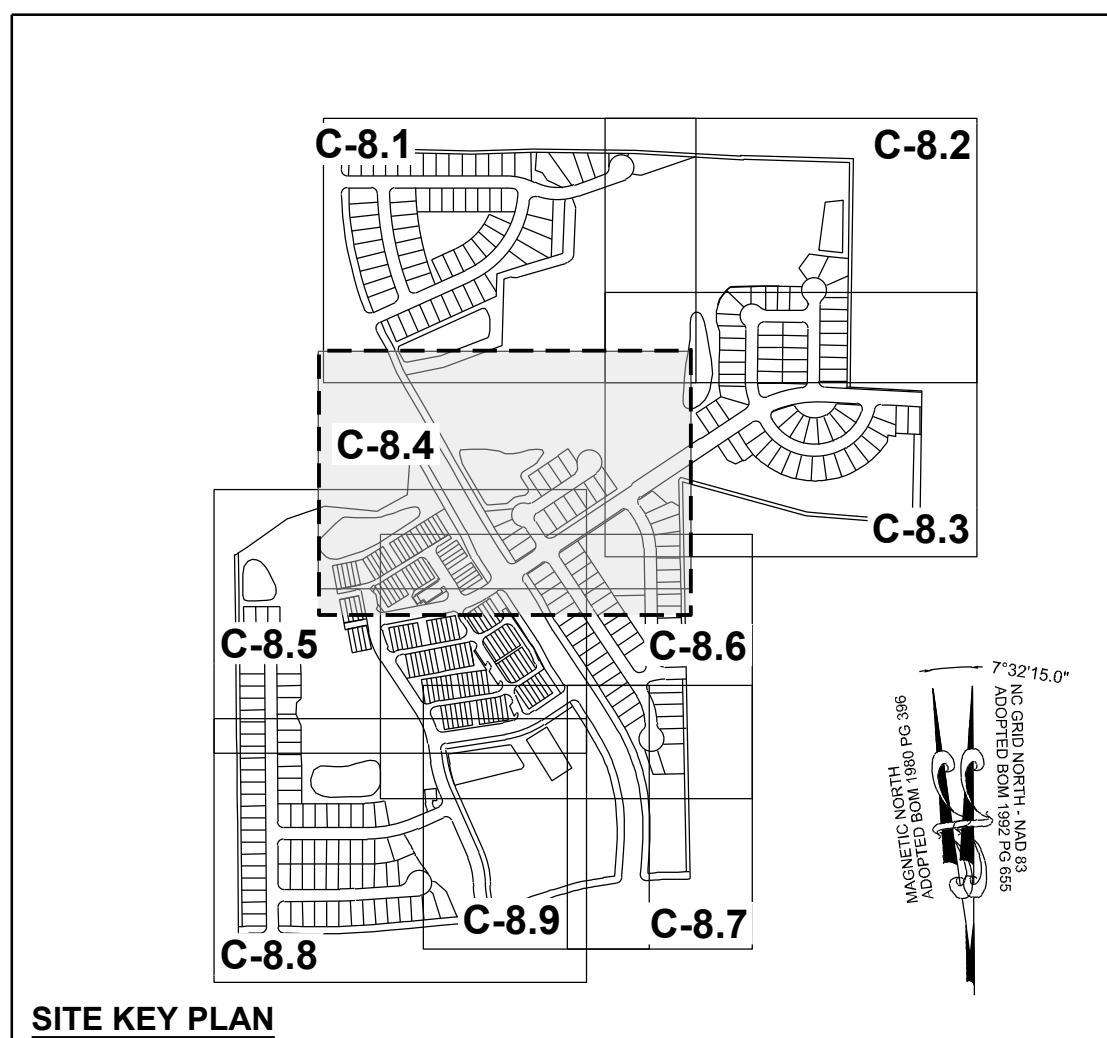 C-8.1
C-8.2
C-8.4
C-8.3
C-8.5
C-8.6
7°32'15.0"
MAGNETIC NORTH
ADOPTED BOM 1980 PG 396
NC GRID NORTH - NAD 83
ADOPTED BOM 1992 PG 655
C-8.9
C-8.7
C-8.8
SITE KEY PLAN